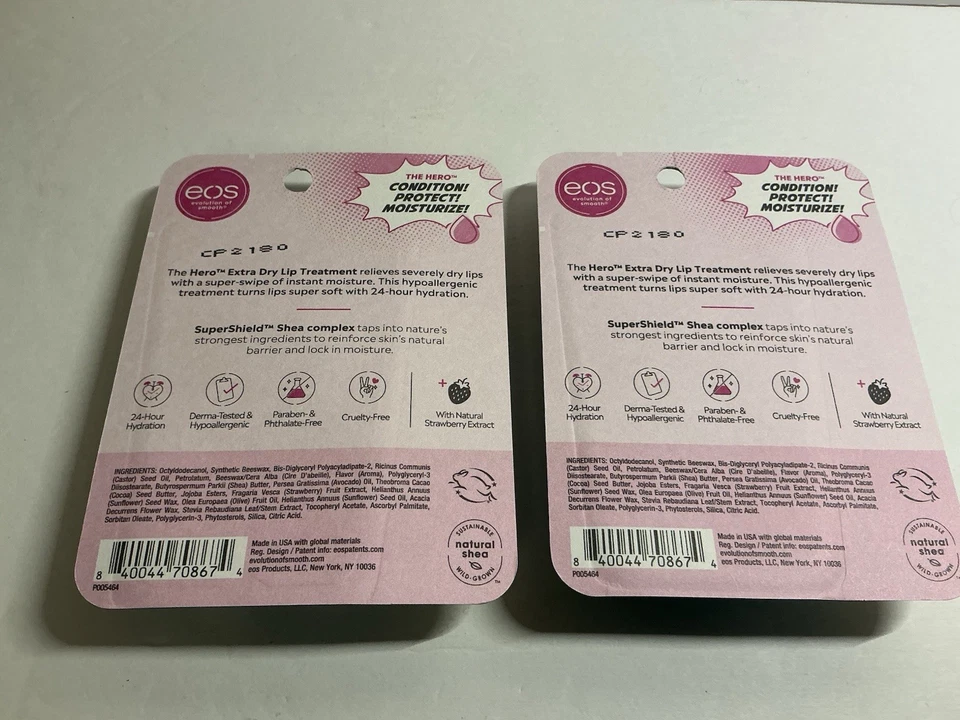 eos
evolution of
smooth®
THE HERO™
CONDITION!
PROTECT!
MOISTURIZE!
CP2180
The Hero™ Extra Dry Lip Treatment relieves severely dry lips
with a super-swipe of instant moisture. This hypoallergenic
treatment turns lips super soft with 24-hour hydration.
SuperShield™ Shea complex taps into nature's
strongest ingredients to reinforce skin's natural
barrier and lock in moisture.
24-Hour
Hydration
Derma-Tested &
Hypoallergenic
Paraben- &
Phthalate-Free
Cruelty-Free
+
With Natural
Strawberry Extract
INGREDIENTS: Octyldodecanol, Synthetic Beeswax, Bis-Diglyceryl Polyacyladipate-2, Ricinus Communis
(Castor) Seed Oil, Petrolatum, Beeswax/Cera Alba (Cire D'abeille), Flavor (Aroma), Polyglyceryl-3
Diisostearate, Butyrospermum Parkii (Shea) Butter, Persea Gratissima (Avocado) Oil, Theobroma Cacao
(Cocoa) Seed Butter, Jojoba Esters, Fragaria Vesca (Strawberry) Fruit Extract, Helianthus Annuus
(Sunflower) Seed Wax, Olea Europaea (Olive) Fruit Oil, Helianthus Annuus (Sunflower) Seed Oil, Acacia
Decurrens Flower Wax, Stevia Rebaudiana Leaf/Stem Extract, Tocopheryl Acetate, Ascorbyl Palmitate,
Sorbitan Oleate, Polyglycerin-3, Phytosterols, Silica, Citric Acid.
8 40044 70867 4
P005464
Made in USA with global materials
Reg. Design / Patent info: eospatents.com
evolutionofsmooth.com
eos Products, LLC, New York, NY 10036
SUSTAINABLE
natural
shea
WILD-GROWN
™
eos
evolution of
smooth®
THE HERO™
CONDITION!
PROTECT!
MOISTURIZE!
CP2180
The Hero™ Extra Dry Lip Treatment relieves severely dry lips
with a super-swipe of instant moisture. This hypoallergenic
treatment turns lips super soft with 24-hour hydration.
SuperShield™ Shea complex taps into nature's
strongest ingredients to reinforce skin's natural
barrier and lock in moisture.
24-Hour
Hydration
Derma-Tested &
Hypoallergenic
Paraben- &
Phthalate-Free
Cruelty-Free
+
With Natural
Strawberry Extract
INGREDIENTS: Octyldodecanol, Synthetic Beeswax, Bis-Diglyceryl Polyacyladipate-2, Ricinus Communis
(Castor) Seed Oil, Petrolatum, Beeswax/Cera Alba (Cire D'abeille), Flavor (Aroma), Polyglyceryl-3
Diisostearate, Butyrospermum Parkii (Shea) Butter, Persea Gratissima (Avocado) Oil, Theobroma Cacao
(Cocoa) Seed Butter, Jojoba Esters, Fragaria Vesca (Strawberry) Fruit Extract, Helianthus Annuus
(Sunflower) Seed Wax, Olea Europaea (Olive) Fruit Oil, Helianthus Annuus (Sunflower) Seed Oil, Acacia
Decurrens Flower Wax, Stevia Rebaudiana Leaf/Stem Extract, Tocopheryl Acetate, Ascorbyl Palmitate,
Sorbitan Oleate, Polyglycerin-3, Phytosterols, Silica, Citric Acid.
8 40044 70867 4
P005464
Made in USA with global materials
Reg. Design / Patent info: eospatents.com
evolutionofsmooth.com
eos Products, LLC, New York, NY 10036
SUSTAINABLE
natural
shea
WILD-GROWN